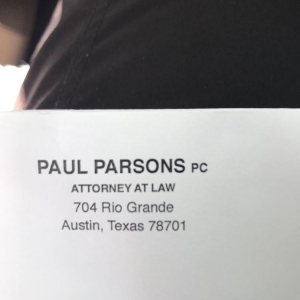 PAUL PARSONS PC
ATTORNEY AT LAW
704 Rio Grande
Austin, Texas 78701